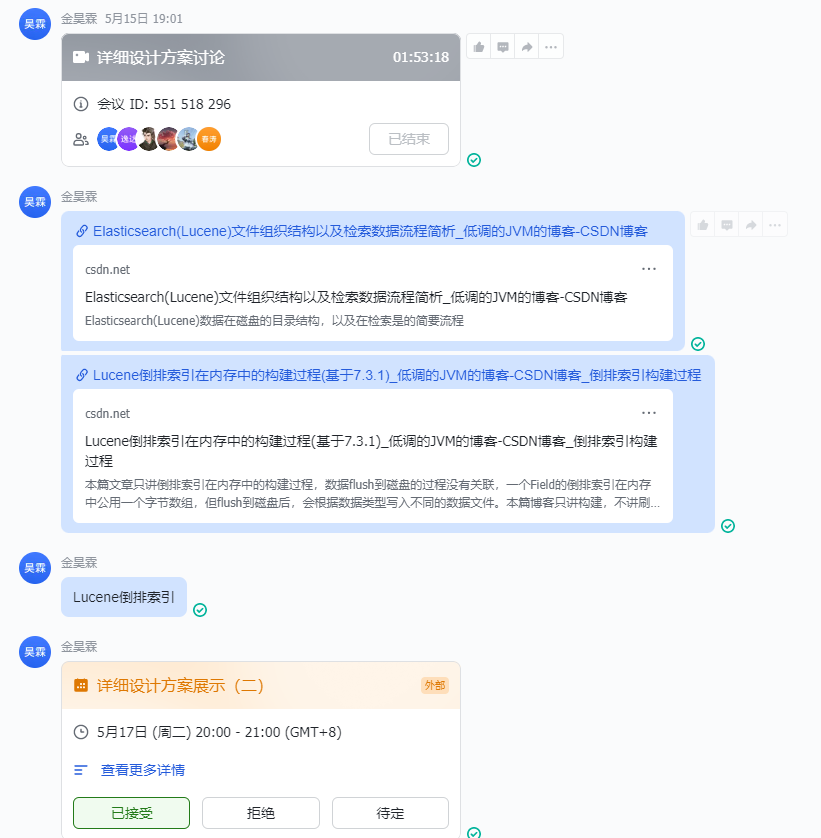 昊霖
金昊霖 5月15日 19:01
详细设计方案讨论 01:53:18
会议 ID: 551 518 296
昊霖 逸达 春涛
已结束
昊霖
金昊霖
Elasticsearch(Lucene)文件组织结构以及检索数据流程简析_低调的JVM的博客-CSDN博客
csdn.net
Elasticsearch(Lucene)文件组织结构以及检索数据流程简析_低调的JVM的博客-CSDN博客
Elasticsearch(Lucene)数据在磁盘的目录结构，以及在检索是的简要流程
Lucene倒排索引在内存中的构建过程(基于7.3.1)_低调的JVM的博客-CSDN博客_倒排索引构建过程
csdn.net
Lucene倒排索引在内存中的构建过程(基于7.3.1)_低调的JVM的博客-CSDN博客_倒排索引构建
过程
本篇文章只讲倒排索引在内存中的构建过程，数据flush到磁盘的过程没有关联，一个Field的倒排索引在内存
中公用一个字节数组，但flush到磁盘后，会根据数据类型写入不同的数据文件。本篇博客只讲构建，不讲刷...
昊霖
金昊霖
Lucene倒排索引
昊霖
金昊霖
详细设计方案展示（二） 外部
5月17日 (周二) 20:00 - 21:00 (GMT+8)
查看更多详情
已接受 拒绝 待定